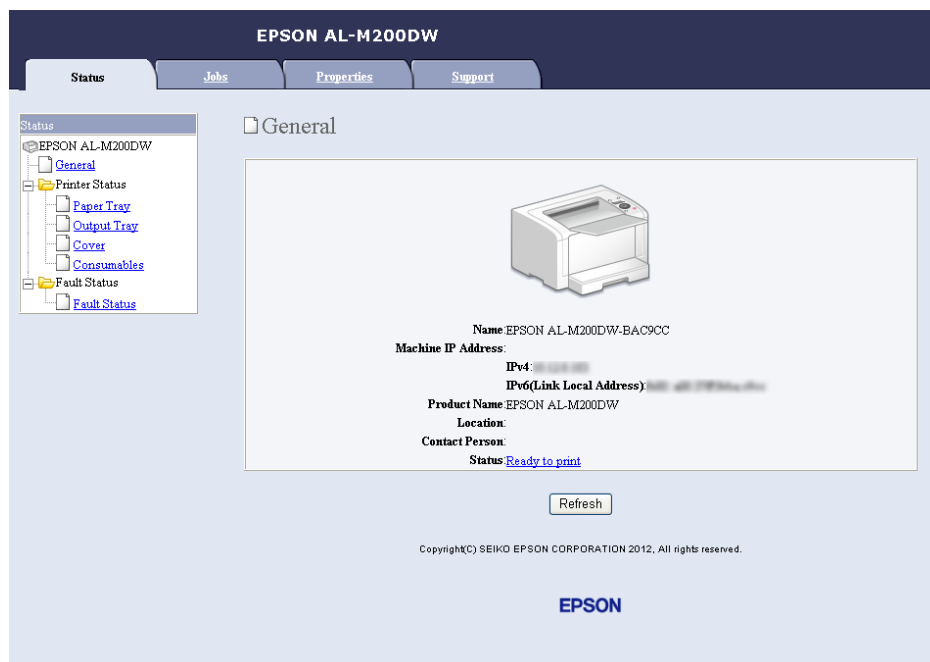 EPSON AL-M200DW
Status Jobs Properties Support
Status
EPSON AL-M200DW
General
Printer Status
Paper Tray
Output Tray
Cover
Consumables
Fault Status
Fault Status
General
Name:EPSON AL-M200DW-BAC9CC
Machine IP Address:
IPv4:
IPv6(Link Local Address):
Product Name:EPSON AL-M200DW
Location:
Contact Person:
Status:Ready to print
Refresh
Copyright(C) SEIKO EPSON CORPORATION 2012, All rights reserved.
EPSON